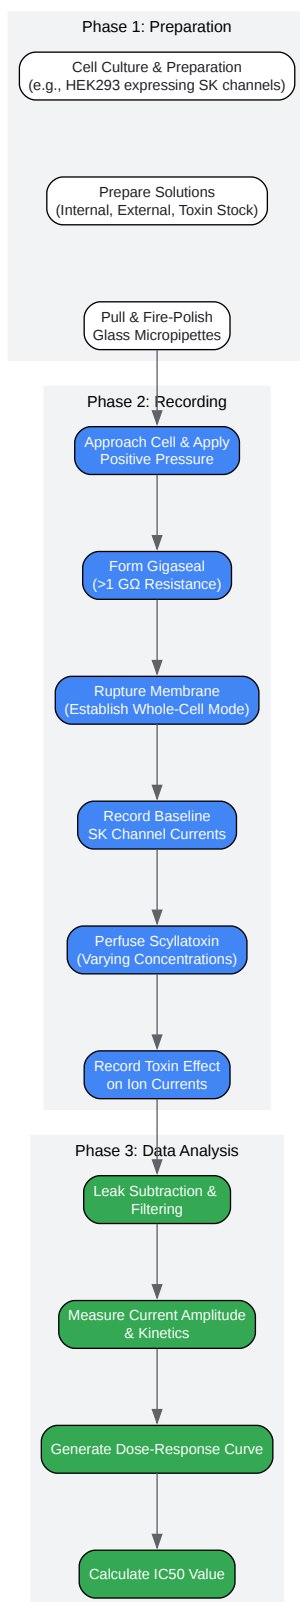 Phase 1: Preparation
Cell Culture & Preparation
(e.g., HEK293 expressing SK channels)
Prepare Solutions
(Internal, External, Toxin Stock)
Pull & Fire-Polish
Glass Micropipettes
Phase 2: Recording
Approach Cell & Apply
Positive Pressure
Form Gigaseal
(>1 GΩ Resistance)
Rupture Membrane
(Establish Whole-Cell Mode)
Record Baseline
SK Channel Currents
Perfuse Scyllatoxin
(Varying Concentrations)
Record Toxin Effect
on Ion Currents
Phase 3: Data Analysis
Leak Subtraction &
Filtering
Measure Current Amplitude
& Kinetics
Generate Dose-Response Curve
Calculate IC50 Value